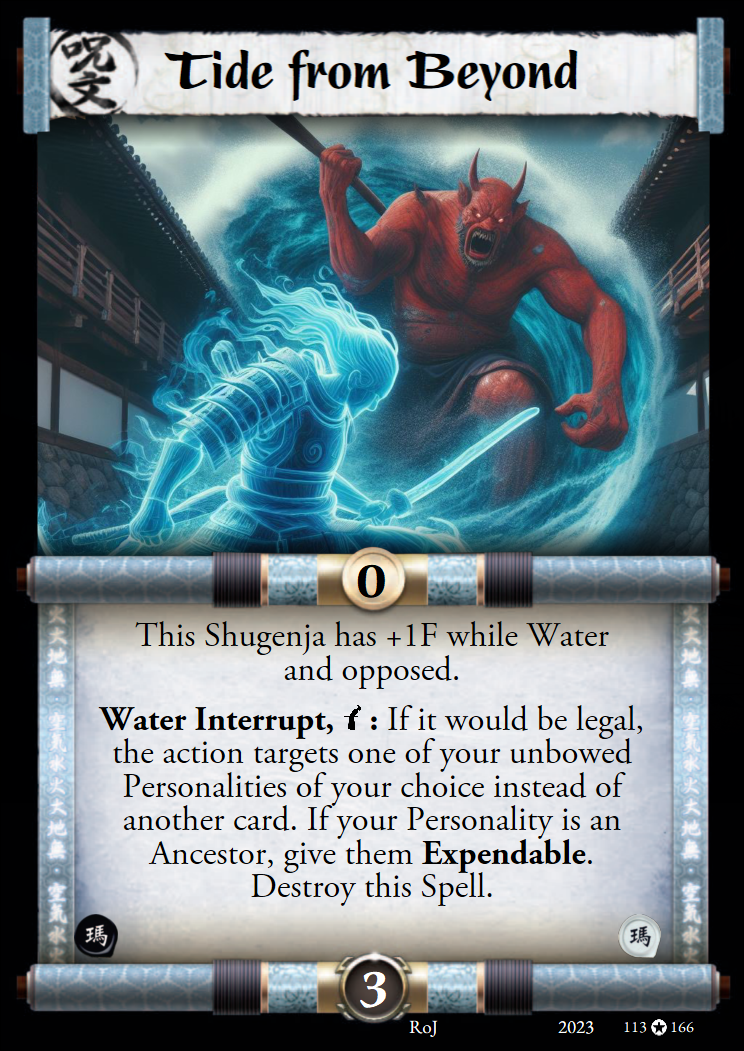 呪文
Tide from Beyond
0
This Shugenja has +1F while Water
and opposed.
Water Interrupt, : If it would be legal,
the action targets one of your unbowed
Personalities of your choice instead of
another card. If your Personality is an
Ancestor, give them Expendable.
Destroy this Spell.
瑪
瑪
3
RoJ
2023
113 166